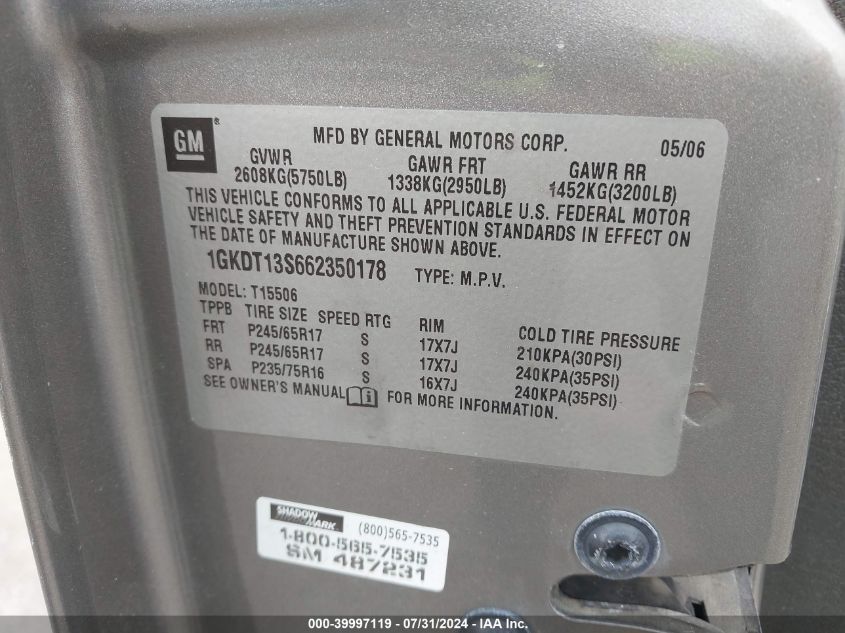 GM ®
MFD BY GENERAL MOTORS CORP. 05/06
GVWR GAWR FRT GAWR RR
2608KG(5750LB) 1338KG(2950LB) 1452KG(3200LB)
THIS VEHICLE CONFORMS TO ALL APPLICABLE U.S. FEDERAL MOTOR
VEHICLE SAFETY AND THEFT PREVENTION STANDARDS IN EFFECT ON
THE DATE OF MANUFACTURE SHOWN ABOVE.
1GKDT13S662350178 TYPE: M.P.V.
MODEL: T15506
TPPB TIRE SIZE SPEED RTG RIM COLD TIRE PRESSURE
FRT P245/65R17 S 17X7J 210KPA(30PSI)
RR P245/65R17 S 17X7J 240KPA(35PSI)
SPA P235/75R16 S 16X7J 240KPA(35PSI)
SEE OWNER'S MANUAL i FOR MORE INFORMATION.
SHADOW MARK (800)565-7535
1-800-565-7535
SM 487231
000-39997119 / 07/31/2024 - IAA Inc.